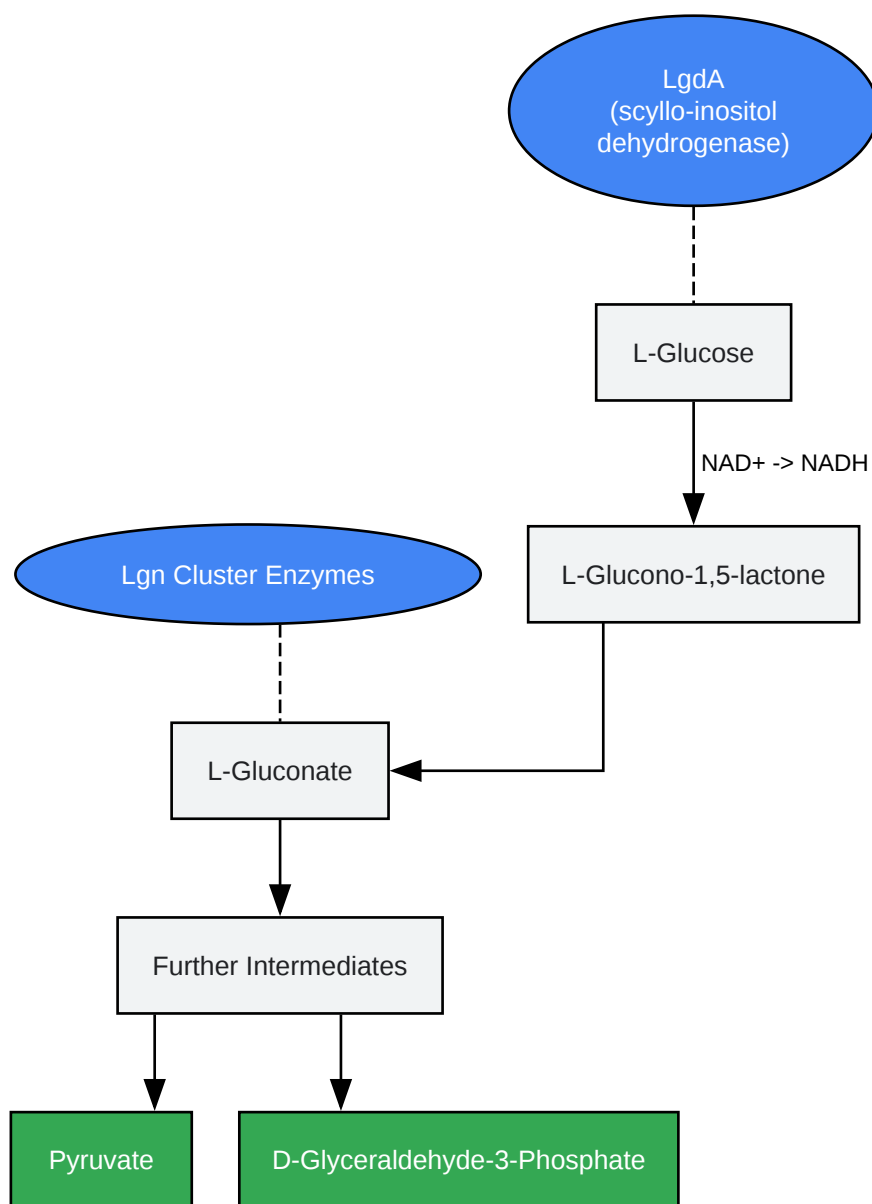 LgdA
(scyllo-inositol
dehydrogenase)
L-Glucose
NAD+ -> NADH
L-Glucono-1,5-lactone
Lgn Cluster Enzymes
L-Gluconate
Further Intermediates
Pyruvate
D-Glyceraldehyde-3-Phosphate